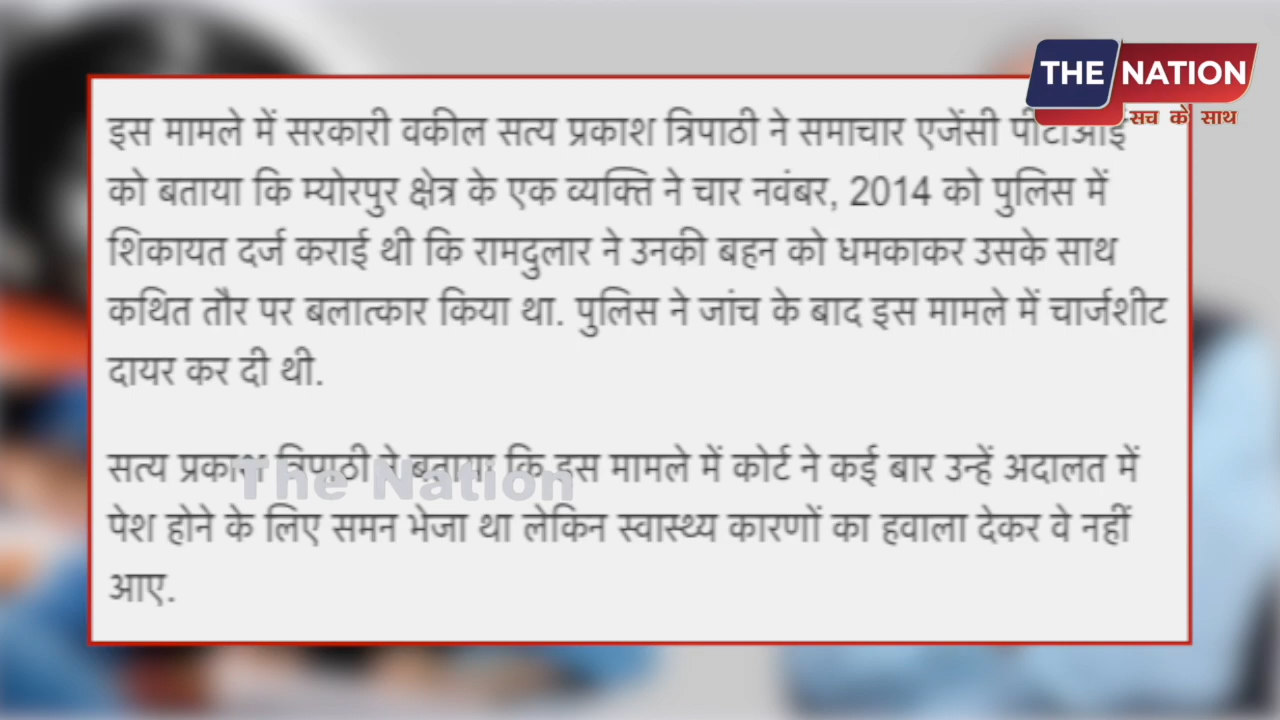 THE NATION
सच के साथ
इस मामले में सरकारी वकील सत्य प्रकाश त्रिपाठी ने समाचार एजेंसी पीटीआई
को बताया कि म्योरपुर क्षेत्र के एक व्यक्ति ने चार नवंबर, 2014 को पुलिस में
शिकायत दर्ज कराई थी कि रामदुलार ने उनकी बहन को धमकाकर उसके साथ
कथित तौर पर बलात्कार किया था. पुलिस ने जांच के बाद इस मामले में चार्जशीट
दायर कर दी थी.
सत्य प्रकाश त्रिपाठी ने बताया कि इस मामले में कोर्ट ने कई बार उन्हें अदालत में
The Nation
पेश होने के लिए समन भेजा था लेकिन स्वास्थ्य कारणों का हवाला देकर वे नहीं
आए.